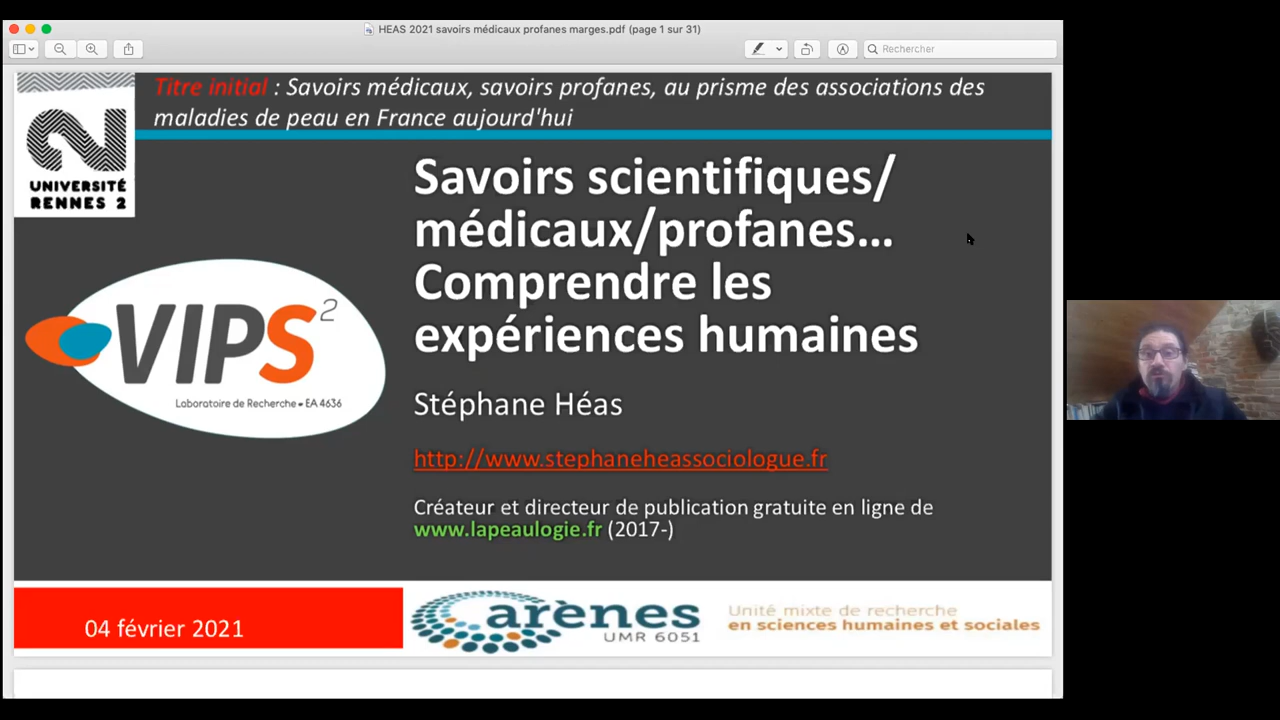 HEAS 2021 savoirs médicaux profanes marges.pdf (page 1 sur 31)
Rechercher
Titre initial : Savoirs médicaux, savoirs profanes, au prisme des associations des
maladies de peau en France aujourd'hui
UNIVERSITÉ
RENNES 2
Savoirs scientifiques/
médicaux/profanes...
Comprendre les
expériences humaines
VIPS2
Laboratoire de Recherche • EA 4636
Stéphane Héas
http://www.stephaneheassociologue.fr
Créateur et directeur de publication gratuite en ligne de
www.lapeaulogie.fr (2017-)
04 février 2021
arènes
UMR 6051
Unité mixte de recherche
en sciences humaines et sociales